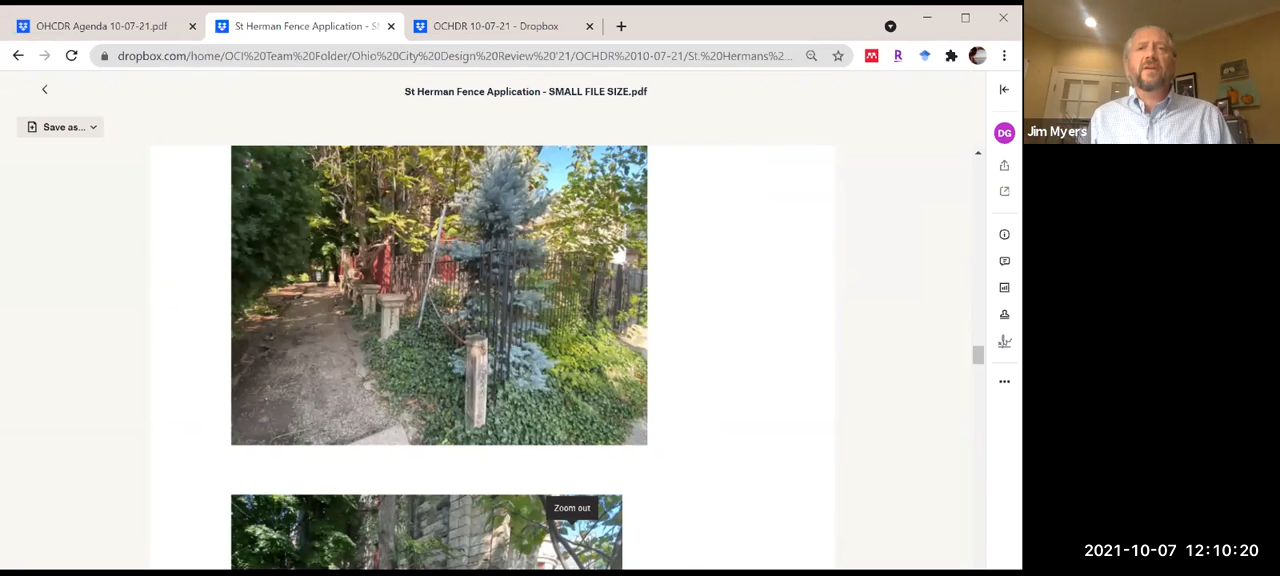 OHCDR Agenda 10-07-21.pdf
St Herman Fence Application - SM
OCHDR 10-07-21 - Dropbox
dropbox.com/home/OCI%20Team%20Folder/Ohio%20City%20Design%20Review%20'21/OCHDR%2010-07-21/St.%20Hermans%2...
St Herman Fence Application - SMALL FILE SIZE.pdf
Save as...
DG
R
Jim Myers
Zoom out
2021-10-07 12:10:20